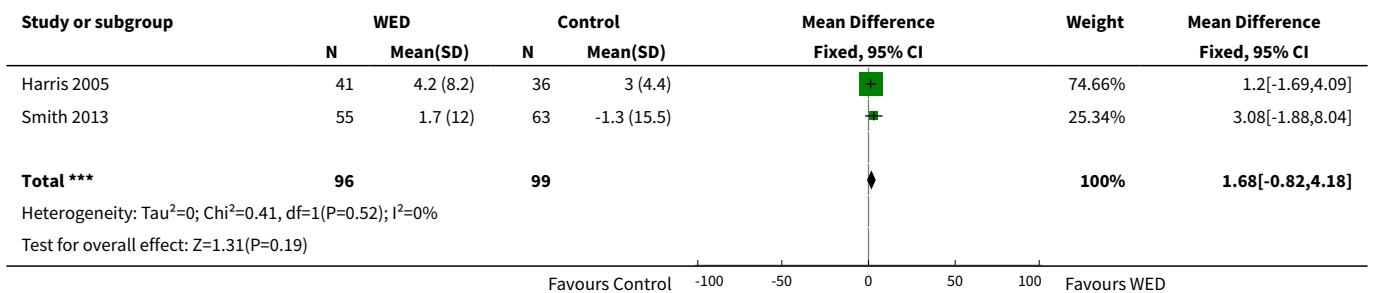 Study or subgroup WED Control Mean Difference Weight Mean Difference
N Mean(SD) N Mean(SD) Fixed, 95% CI Fixed, 95% CI
Harris 2005 41 4.2 (8.2) 36 3 (4.4) 74.66% 1.2[-1.69,4.09]
Smith 2013 55 1.7 (12) 63 -1.3 (15.5) 25.34% 3.08[-1.88,8.04]
Total *** 96 99 100% 1.68[-0.82,4.18]
Heterogeneity: Tau²=0; Chi²=0.41, df=1(P=0.52); I²=0%
Test for overall effect: Z=1.31(P=0.19)
Favours Control -100 -50 0 50 100 Favours WED